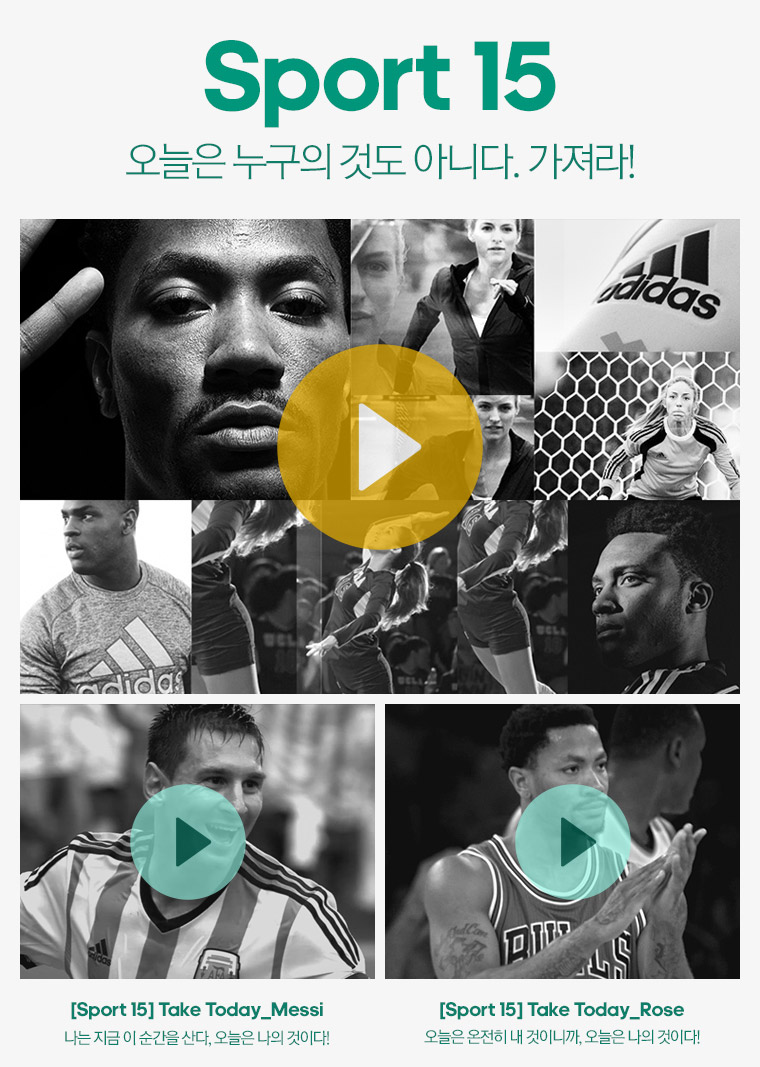 Sport 15
오늘은 누구의 것도 아니다. 가져라!
adidas
adidas
UCLA
adidas
AFA
BULLS
[Sport 15] Take Today_Messi
[Sport 15] Take Today_Rose
나는 지금 이 순간을 산다, 오늘은 나의 것이다!
오늘은 온전히 내 것이니까, 오늘은 나의 것이다!